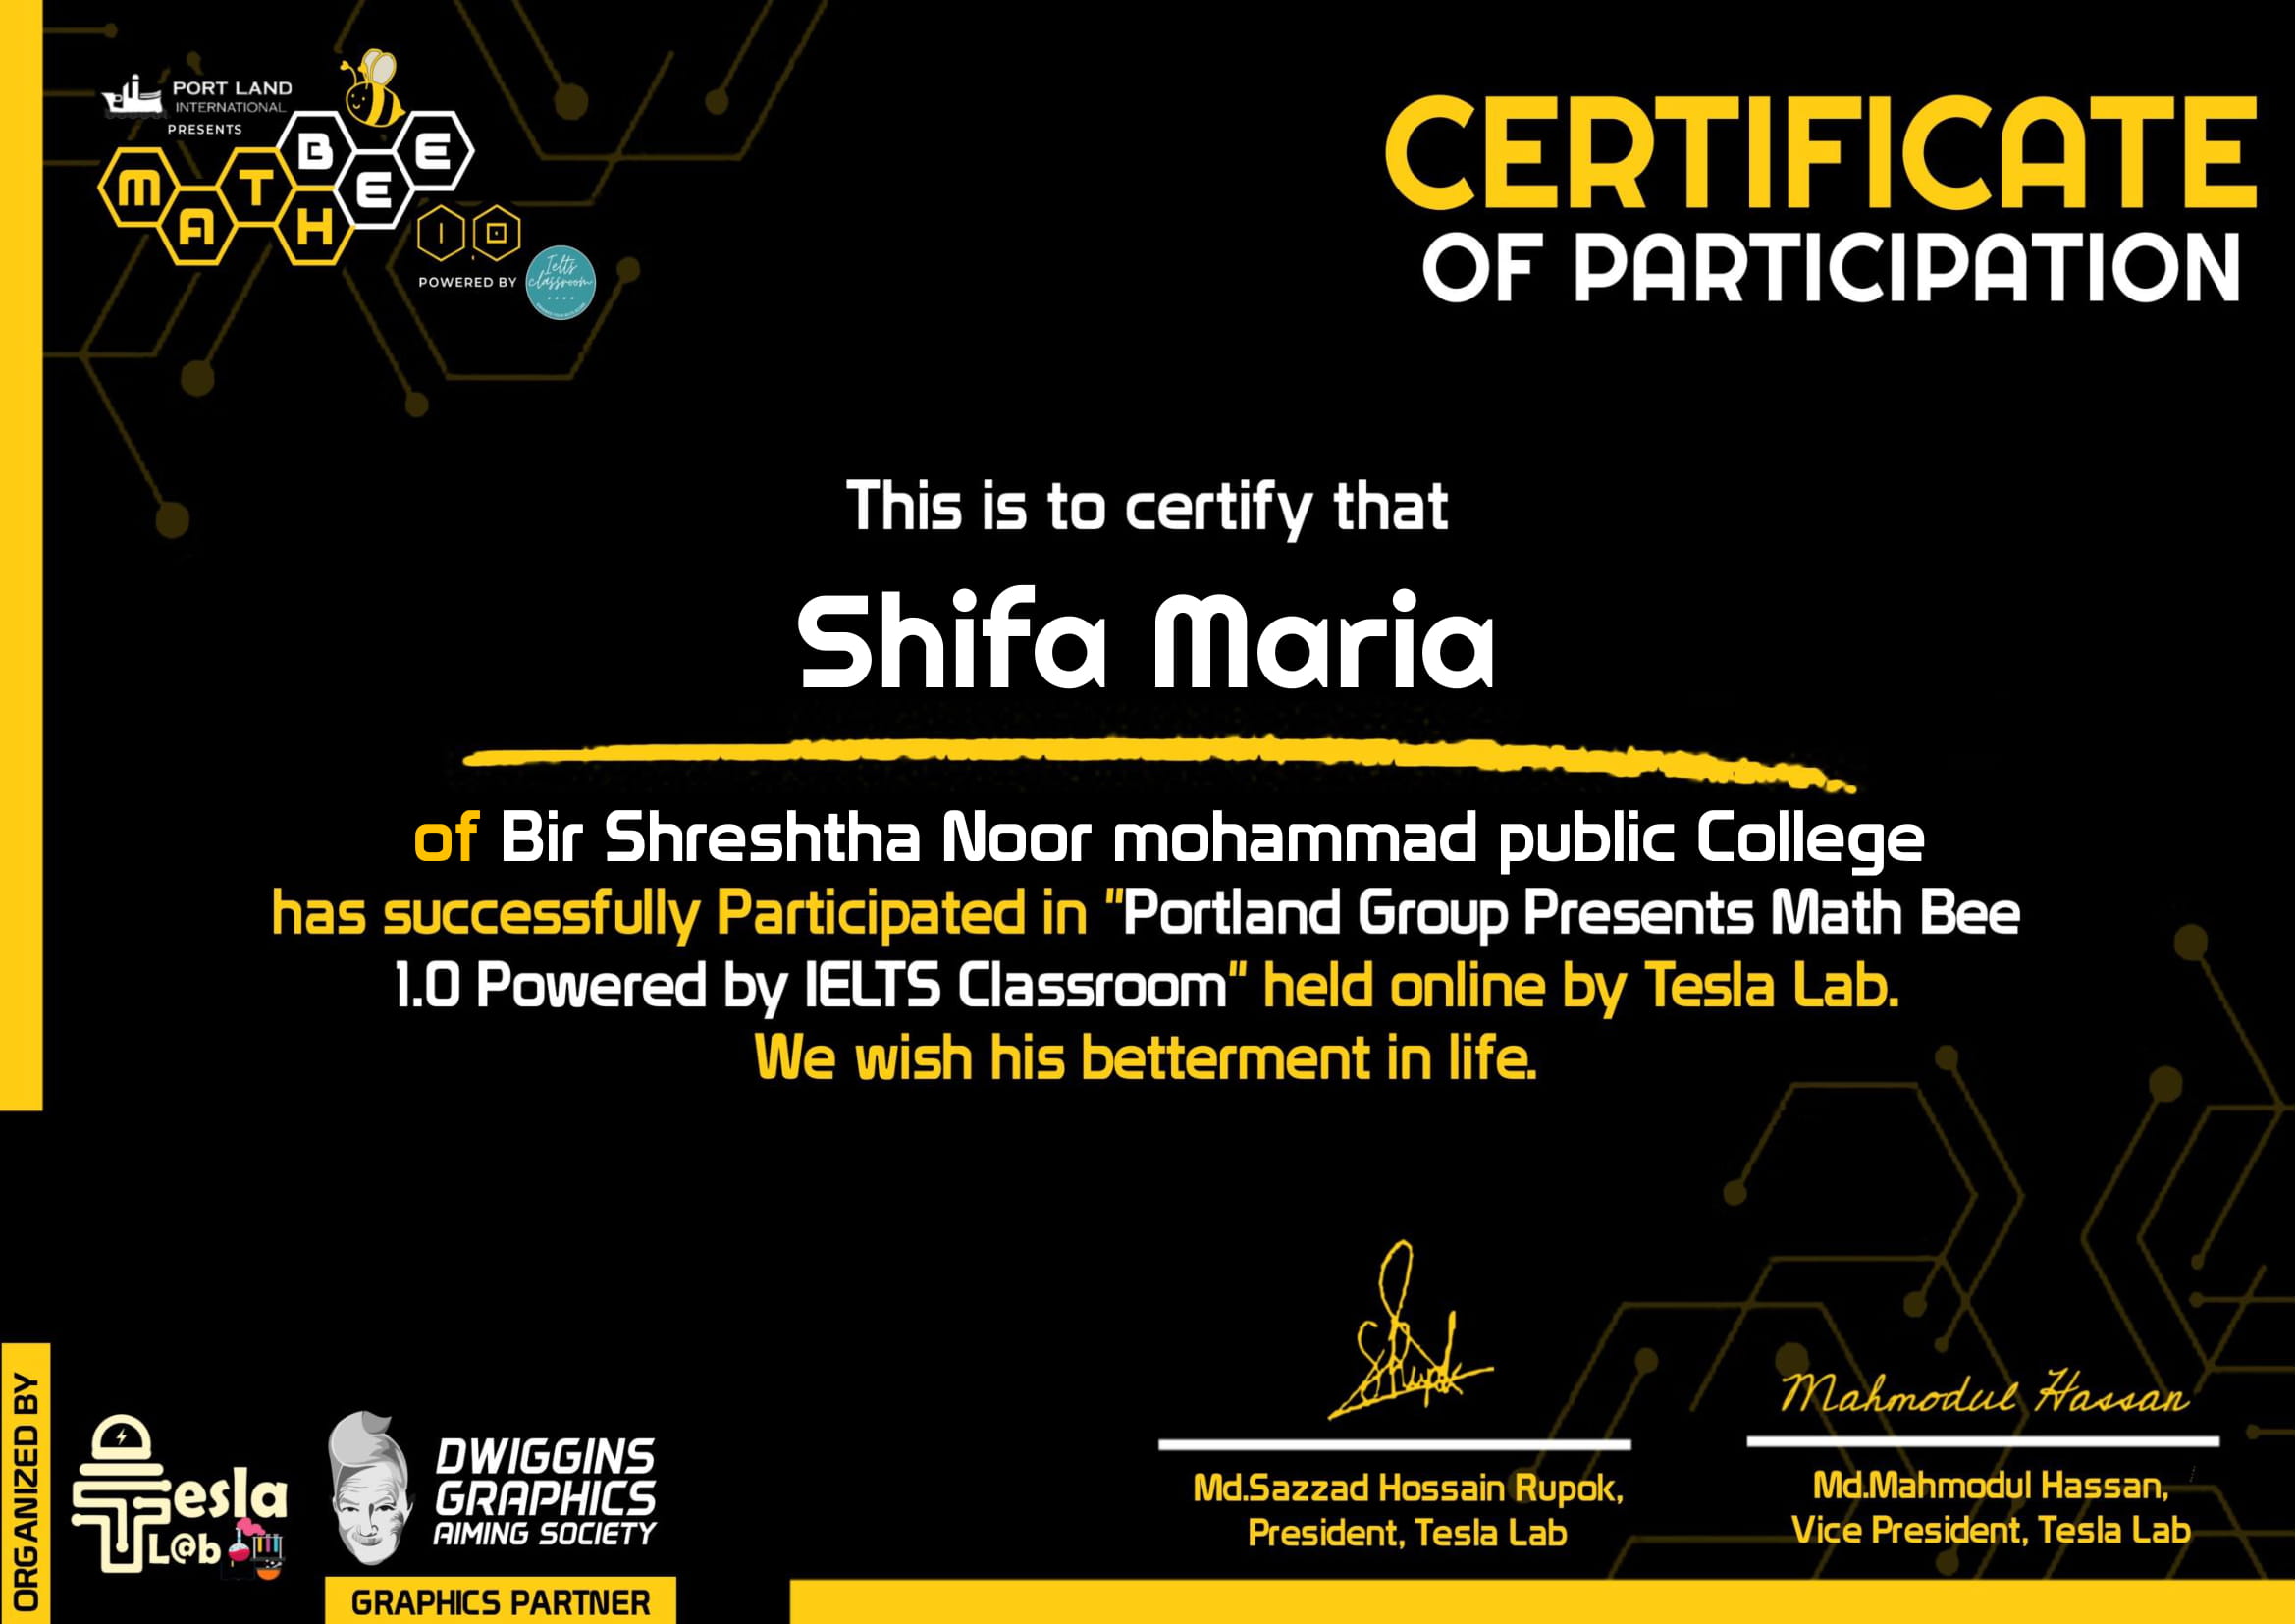 PORT LAND
INTERNATIONAL
PRESENTS
MATH BEE
1.0
POWERED BY
Ielts
classroom
CERTIFICATE
OF PARTICIPATION
This is to certify that
Shifa Maria
of Bir Shreshtha Noor mohammad public College
has successfully Participated in "Portland Group Presents Math Bee
1.0 Powered by IELTS Classroom" held online by Tesla Lab.
We wish his betterment in life.
Mahmodul Hassan
Md.Sazzad Hossain Rupok,
President, Tesla Lab
Md.Mahmodul Hassan,
Vice President, Tesla Lab
ORGANIZED BY
Tesla
L@b
DWIGGINS
GRAPHICS
AIMING SOCIETY
GRAPHICS PARTNER